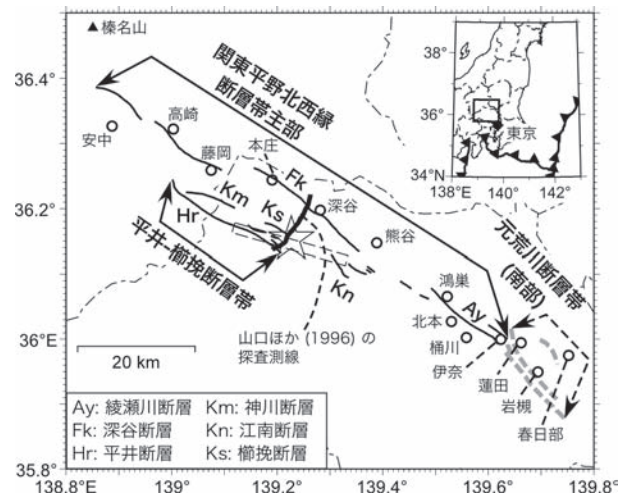 ▲榛名山
関東平野北西縁
断層帯主部
高崎
安中
藤岡
本庄
Fk
深谷
Km
Ks
Hr
熊谷
平井-櫛挽断層帯
Kn
元荒川断層帯
(南部)
鴻巣
Ay
北本
桶川
伊奈
蓮田
岩槻
春日部
山口ほか (1996) の
探査測線
20 km
Ay: 綾瀬川断層 Km: 神川断層
Fk: 深谷断層 Kn: 江南断層
Hr: 平井断層 Ks: 櫛挽断層
36.4°
36.2°
36°E
35.8°
138.8°E
139°
139.2°
139.4°
139.6°
139.8°
38°
36°
34°N
東京
138°E
140°
142°